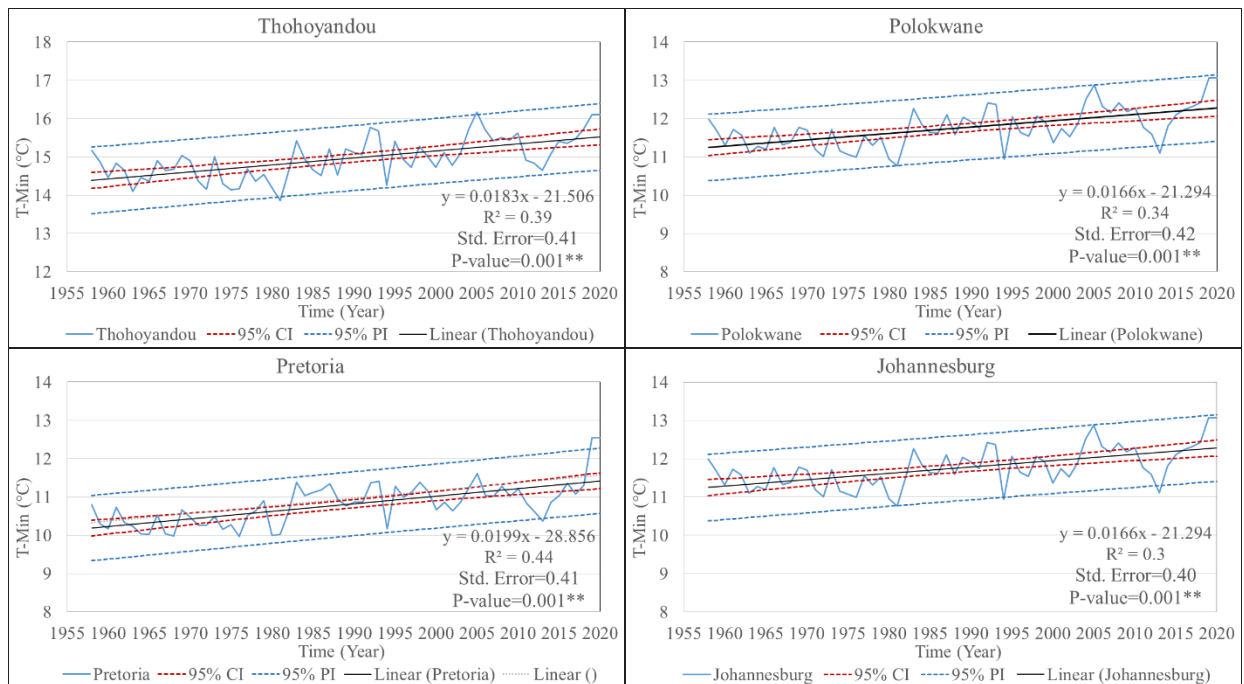 Thohoyandou
18
17
16
15
14
13
12
T-Min (°C)
y = 0.0183x - 21.506
R² = 0.39
Std. Error=0.41
P-value=0.001**
1955 1960 1965 1970 1975 1980 1985 1990 1995 2000 2005 2010 2015 2020
Time (Year)
Thohoyandou 95% CI 95% PI Linear (Thohoyandou)
Polokwane
14
13
12
11
10
9
8
T-Min (°C)
y = 0.0166x - 21.294
R² = 0.34
Std. Error=0.42
P-value=0.001**
1955 1960 1965 1970 1975 1980 1985 1990 1995 2000 2005 2010 2015 2020
Time (Year)
Polokwane 95% CI 95% PI Linear (Polokwane)
Pretoria
14
13
12
11
10
9
8
T-Min (°C)
y = 0.0199x - 28.856
R² = 0.44
Std. Error=0.41
P-value=0.001**
1955 1960 1965 1970 1975 1980 1985 1990 1995 2000 2005 2010 2015 2020
Time (Year)
Pretoria 95% CI 95% PI Linear (Pretoria) Linear ()
Johannesburg
14
13
12
11
10
9
8
T-Min (°C)
y = 0.0166x - 21.294
R² = 0.3
Std. Error=0.40
P-value=0.001**
1955 1960 1965 1970 1975 1980 1985 1990 1995 2000 2005 2010 2015 2020
Time (Year)
Johannesburg 95% CI 95% PI Linear (Johannesburg)